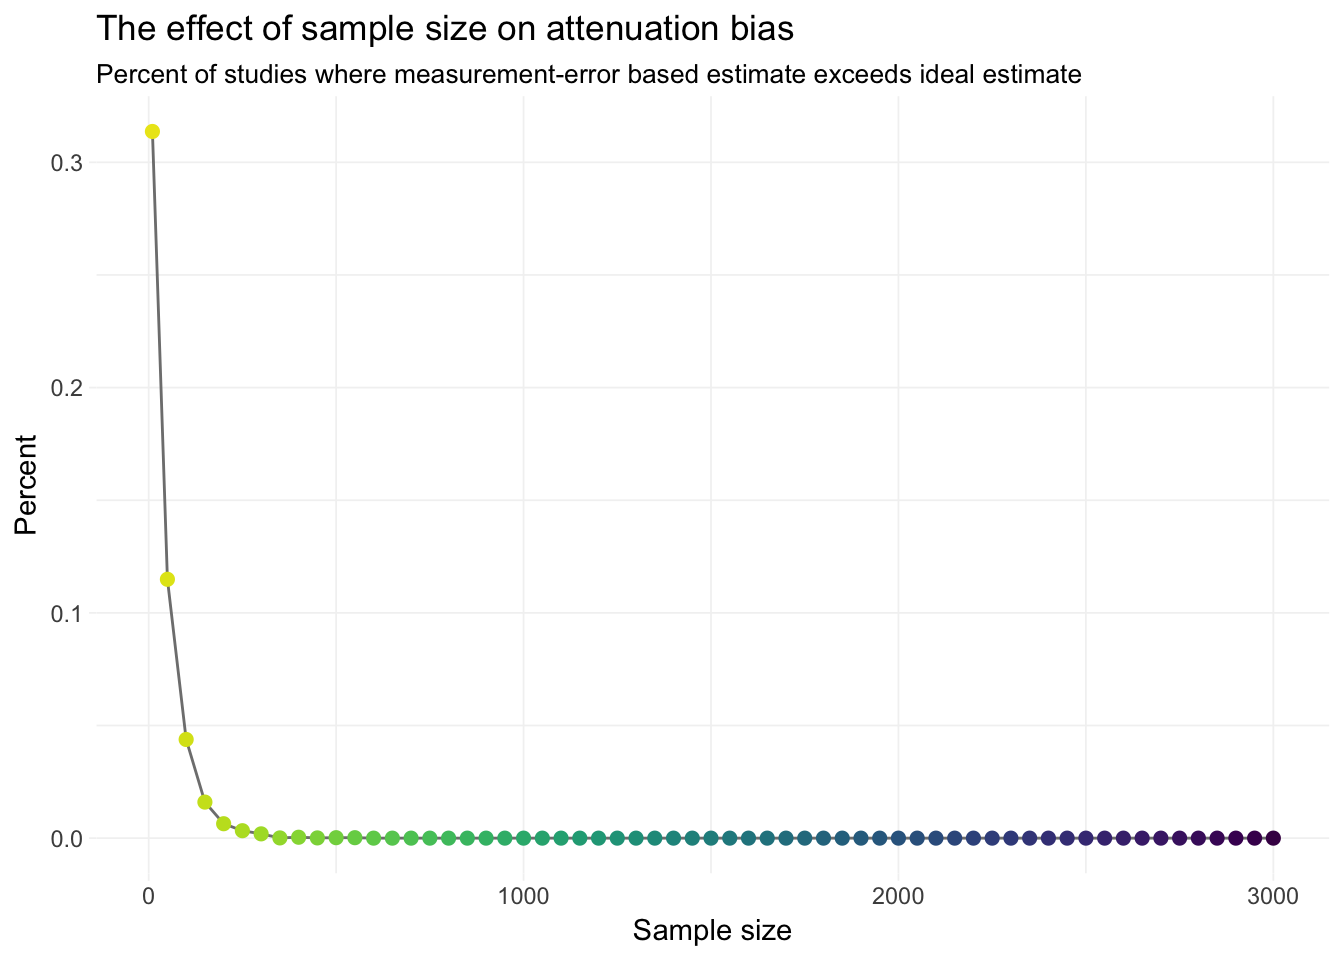 The effect of sample size on attenuation bias
Percent of studies where measurement-error based estimate exceeds ideal estimate
Percent
0.3
0.2
0.1
0.0
0 1000 2000 3000
Sample size